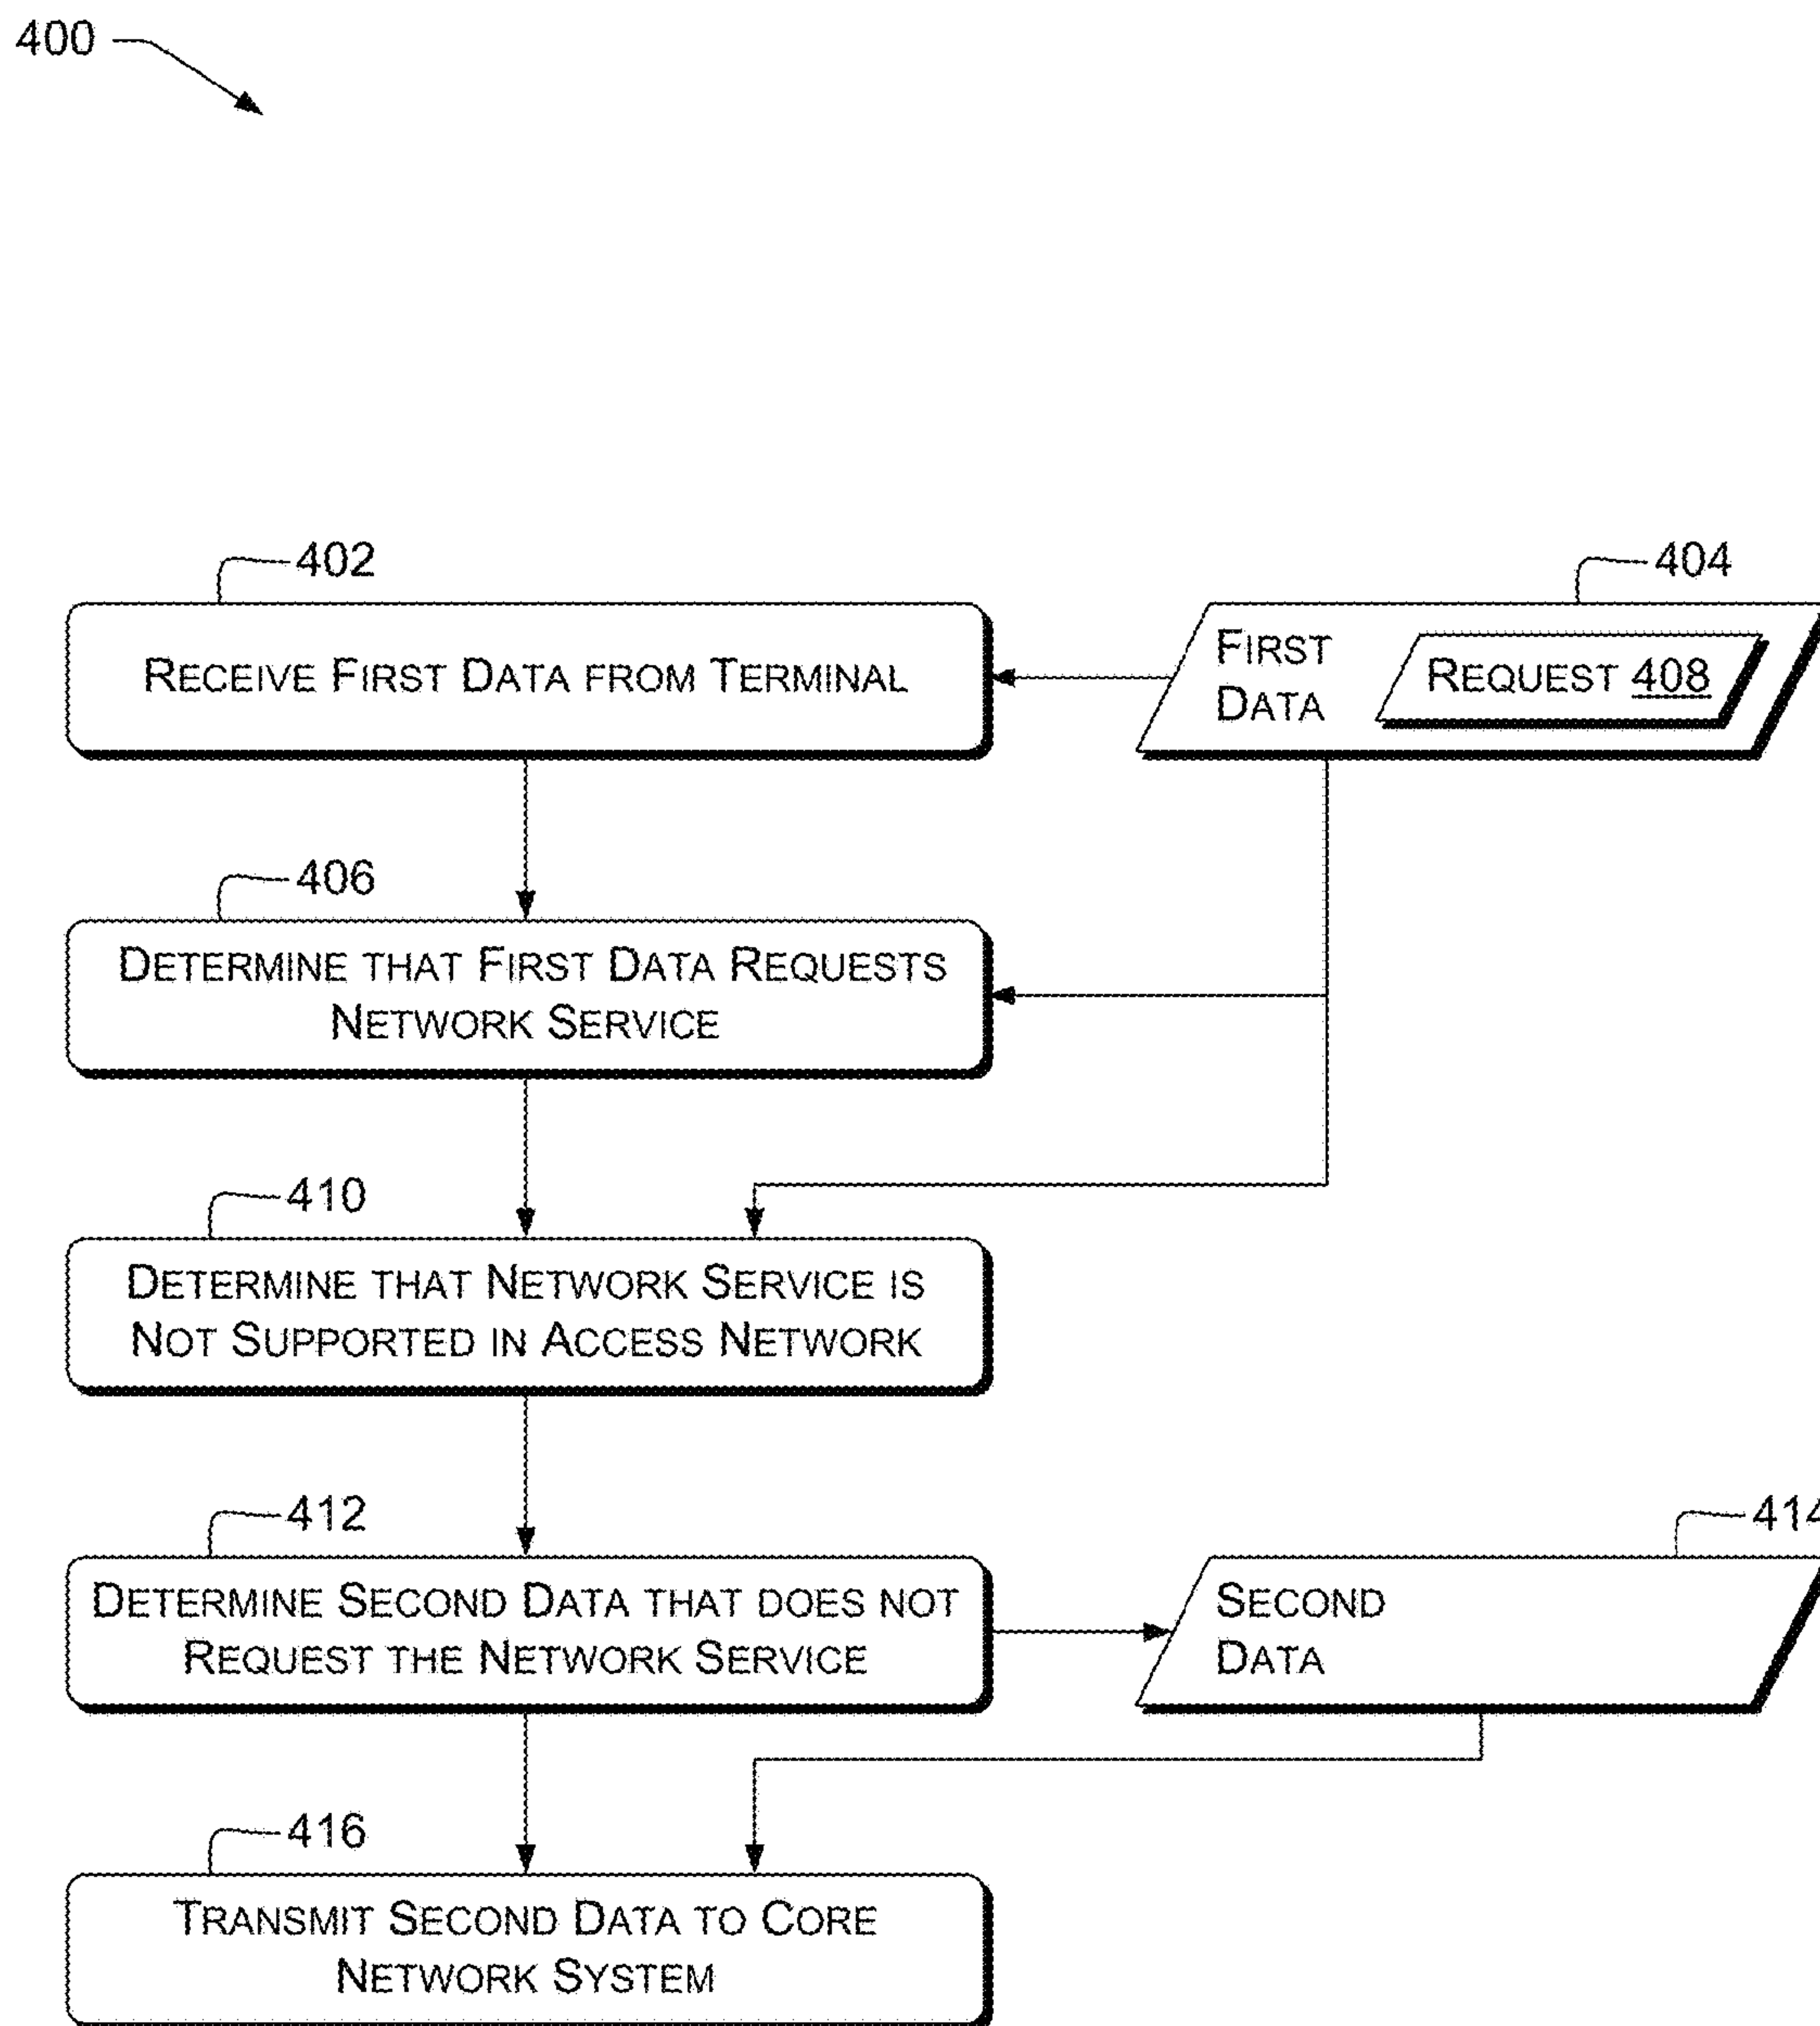 400
402
404
RECEIVE FIRST DATA FROM TERMINAL
FIRST
DATA
REQUEST 408
406
DETERMINE THAT FIRST DATA REQUESTS
NETWORK SERVICE
410
DETERMINE THAT NETWORK SERVICE IS
NOT SUPPORTED IN ACCESS NETWORK
412
414
DETERMINE SECOND DATA THAT DOES NOT
REQUEST THE NETWORK SERVICE
SECOND
DATA
416
TRANSMIT SECOND DATA TO CORE
NETWORK SYSTEM